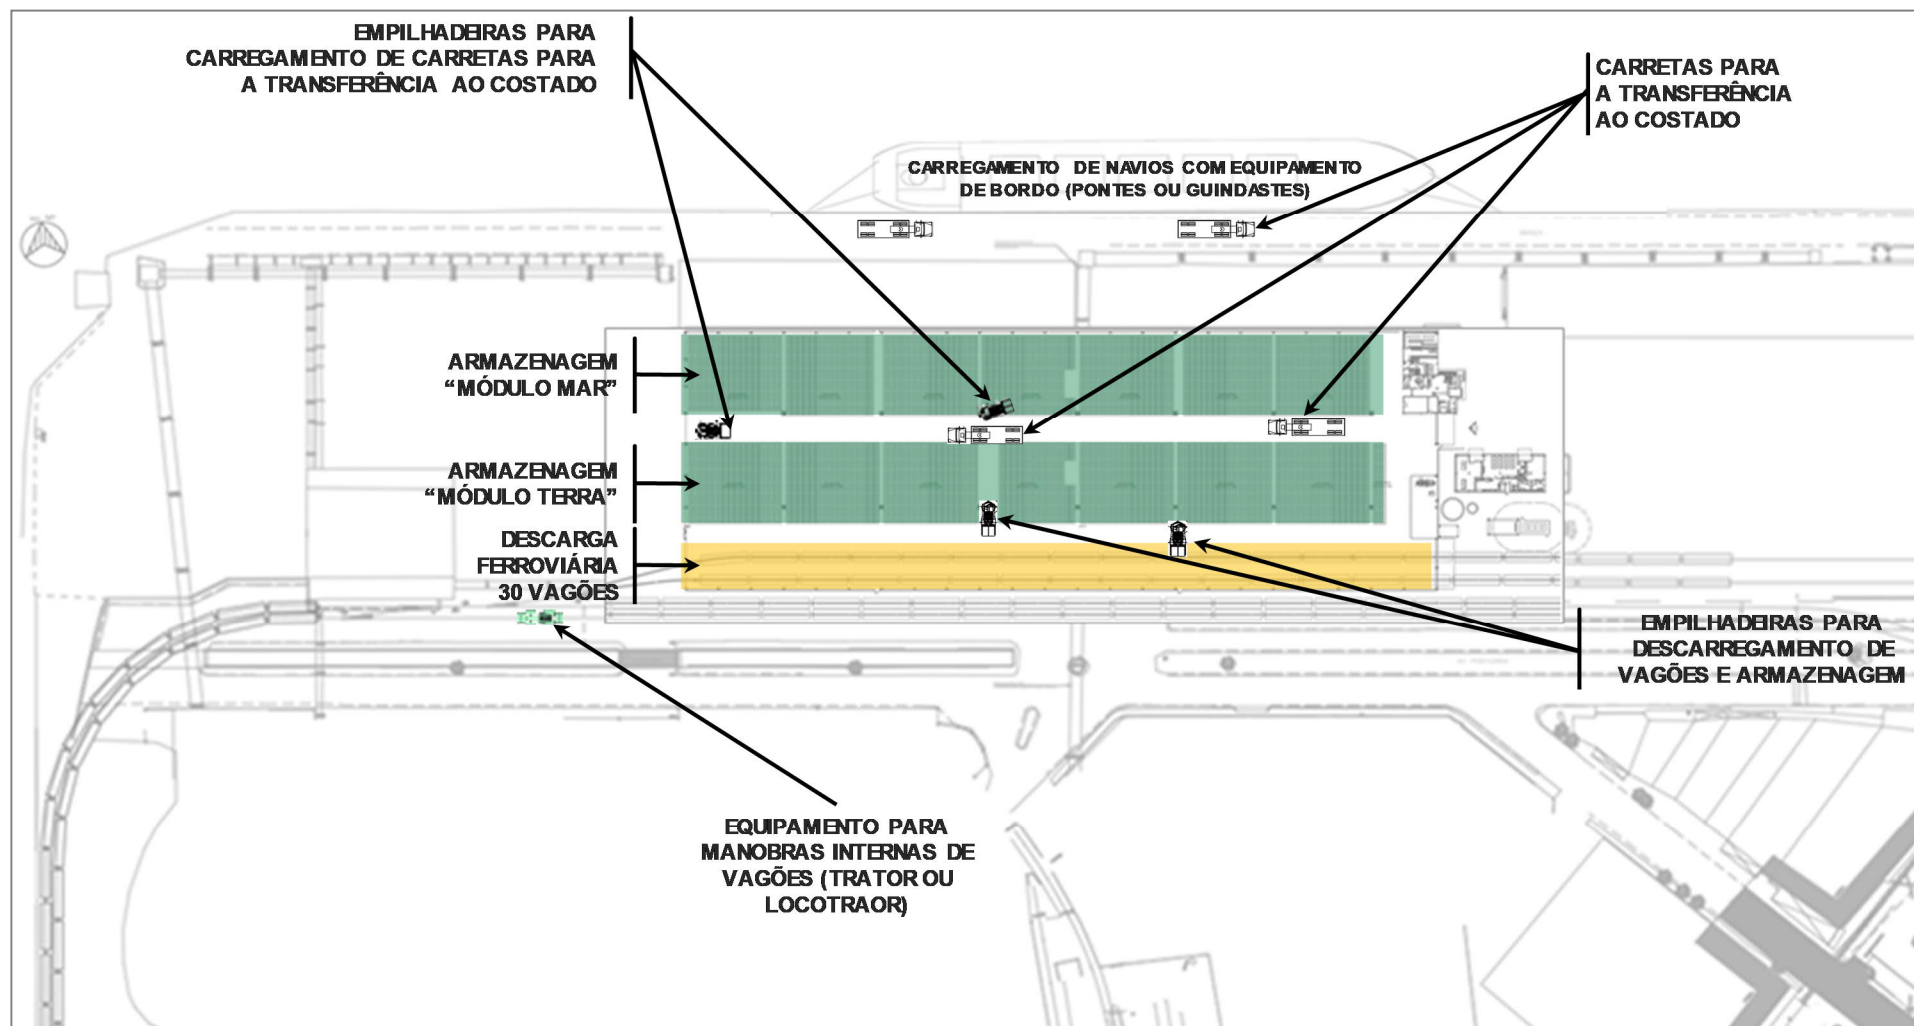 EMPILHADEIRAS PARA
CARREGAMENTO DE CARRETAS PARA
A TRANSFERÊNCIA AO COSTADO
CARRETAS PARA
A TRANSFERÊNCIA
AO COSTADO
CARREGAMENTO DE NAVIOS COM EQUIPAMENTO
DE BORDO (PONTES OU GUINDASTES)
ARMAZENAGEM
“MÓDULO MAR”
ARMAZENAGEM
“MÓDULO TERRA”
DESCARGA
FERROVIÁRIA
30 VAGÕES
EMPILHADEIRAS PARA
DESCARREGAMENTO DE
VAGÕES E ARMAZENAGEM
EQUIPAMENTO PARA
MANOBRAS INTERNAS DE
VAGÕES (TRATOR OU
LOCOTRAOR)